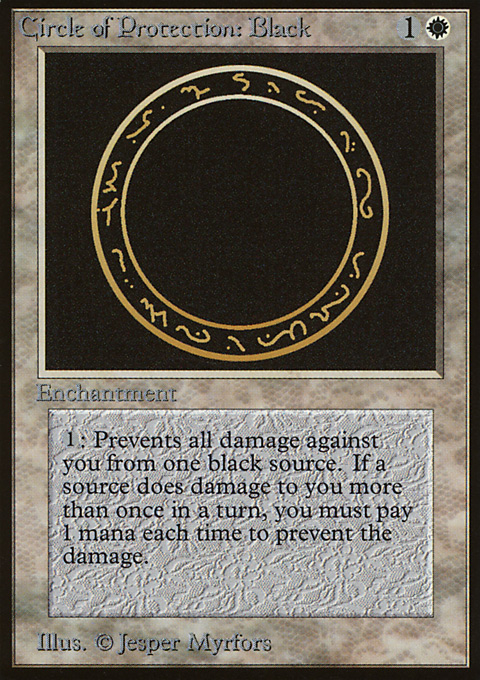 Circle of Protection: Black 1
Enchantment
1: Prevents all damage against
you from one black source. If a
source does damage to you more
than once in a turn, you must pay
1 mana each time to prevent the
damage.
Illus. © Jesper Myrfors